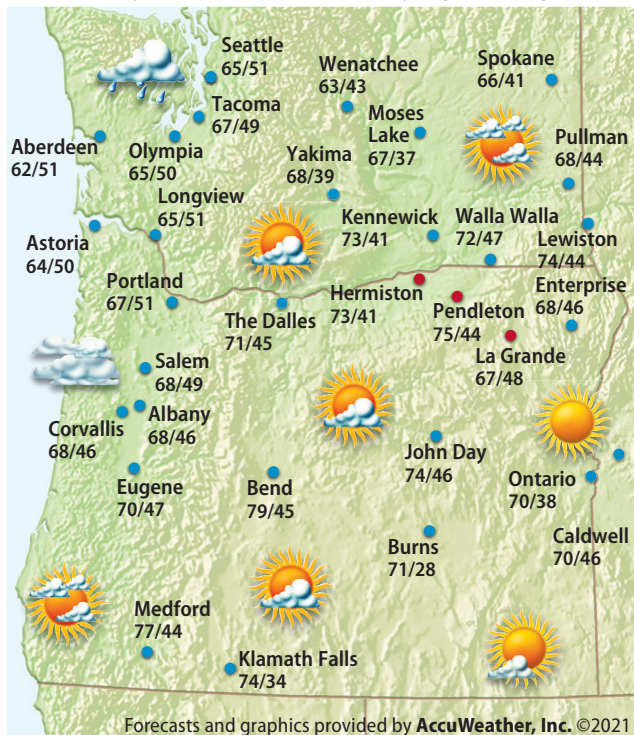 Seattle
65/51
Wenatchee
63/43
Spokane
66/41
Tacoma
67/49
Moses
Lake
67/37
Aberdeen
62/51
Olympia
65/50
Yakima
68/39
Pullman
68/44
Longview
65/51
Kennewick
73/41
Walla Walla
72/47
Lewiston
74/44
Astoria
64/50
Portland
67/51
The Dalles
71/45
Hermiston
73/41
Pendleton
75/44
Enterprise
68/46
La Grande
67/48
Salem
68/49
Albany
68/46
Corvallis
68/46
John Day
74/46
Eugene
70/47
Bend
79/45
Ontario
70/38
Burns
71/28
Caldwell
70/46
Medford
77/44
Klamath Falls
74/34
Forecasts and graphics provided by AccuWeather, Inc. ©2021